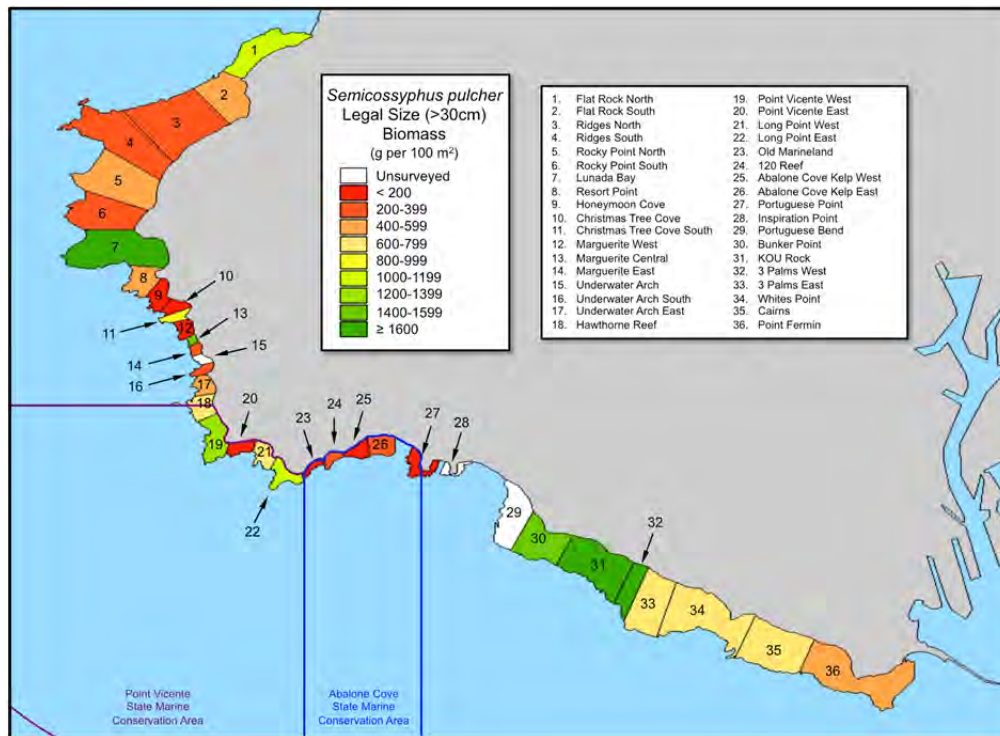 Semicossyphus pulcher
Legal Size (>30cm)
Biomass
(g per 100 m²)
Unsurveyed
< 200
200-399
400-599
600-799
800-999
1000-1199
1200-1399
1400-1599
≥ 1600
1. Flat Rock North
2. Flat Rock South
3. Ridges North
4. Ridges South
5. Rocky Point North
6. Rocky Point South
7. Lunada Bay
8. Resort Point
9. Honeymoon Cove
10. Christmas Tree Cove
11. Christmas Tree Cove South
12. Marguerite West
13. Marguerite Central
14. Marguerite East
15. Underwater Arch
16. Underwater Arch South
17. Underwater Arch East
18. Hawthorne Reef
19. Point Vicente West
20. Point Vicente East
21. Long Point West
22. Long Point East
23. Old Marineland
24. 120 Reef
25. Abalone Cove Kelp West
26. Abalone Cove Kelp East
27. Portuguese Point
28. Inspiration Point
29. Portuguese Bend
30. Bunker Point
31. KOU Rock
32. 3 Palms West
33. 3 Palms East
34. Whites Point
35. Cairns
36. Point Fermin
1
2
3
4
5
6
7
8
9
10
11
12
13
14
15
16
17
18
19
20
21
22
23
24
25
26
27
28
29
30
31
32
33
34
35
36
Point Vicente
State Marine
Conservation Area
Abalone Cove
State Marine
Conservation Area